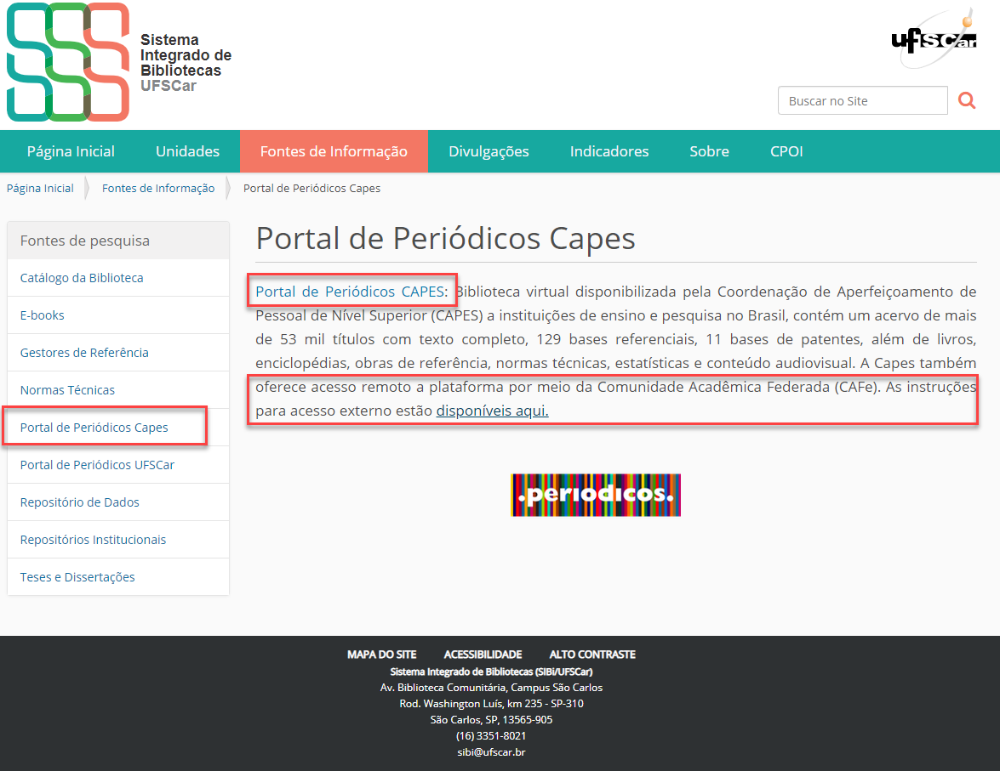 Sistema
Integrado de
Bibliotecas
UFSCar
ufscar
Buscar no Site
Página Inicial Unidades Fontes de Informação Divulgações Indicadores Sobre CPOI
Página Inicial Fontes de Informação Portal de Periódicos Capes
Fontes de pesquisa
Catálogo da Biblioteca
E-books
Gestores de Referência
Normas Técnicas
Portal de Periódicos Capes
Portal de Periódicos UFSCar
Repositório de Dados
Repositórios Institucionais
Teses e Dissertações
Portal de Periódicos Capes
Portal de Periódicos CAPES: Biblioteca virtual disponibilizada pela Coordenação de Aperfeiçoamento de
Pessoal de Nível Superior (CAPES) a instituições de ensino e pesquisa no Brasil, contém um acervo de mais
de 53 mil títulos com texto completo, 129 bases referenciais, 11 bases de patentes, além de livros,
enciclopédias, obras de referência, normas técnicas, estatísticas e conteúdo audiovisual. A Capes também
oferece acesso remoto a plataforma por meio da Comunidade Acadêmica Federada (CAFe). As instruções
para acesso externo estão disponíveis aqui.
.periodicos.
MAPA DO SITE ACESSIBILIDADE ALTO CONTRASTE
Sistema Integrado de Bibliotecas (SIBi/UFSCar)
Av. Biblioteca Comunitária, Campus São Carlos
Rod. Washington Luís, km 235 - SP-310
São Carlos, SP, 13565-905
(16) 3351-8021
sibi@ufscar.br